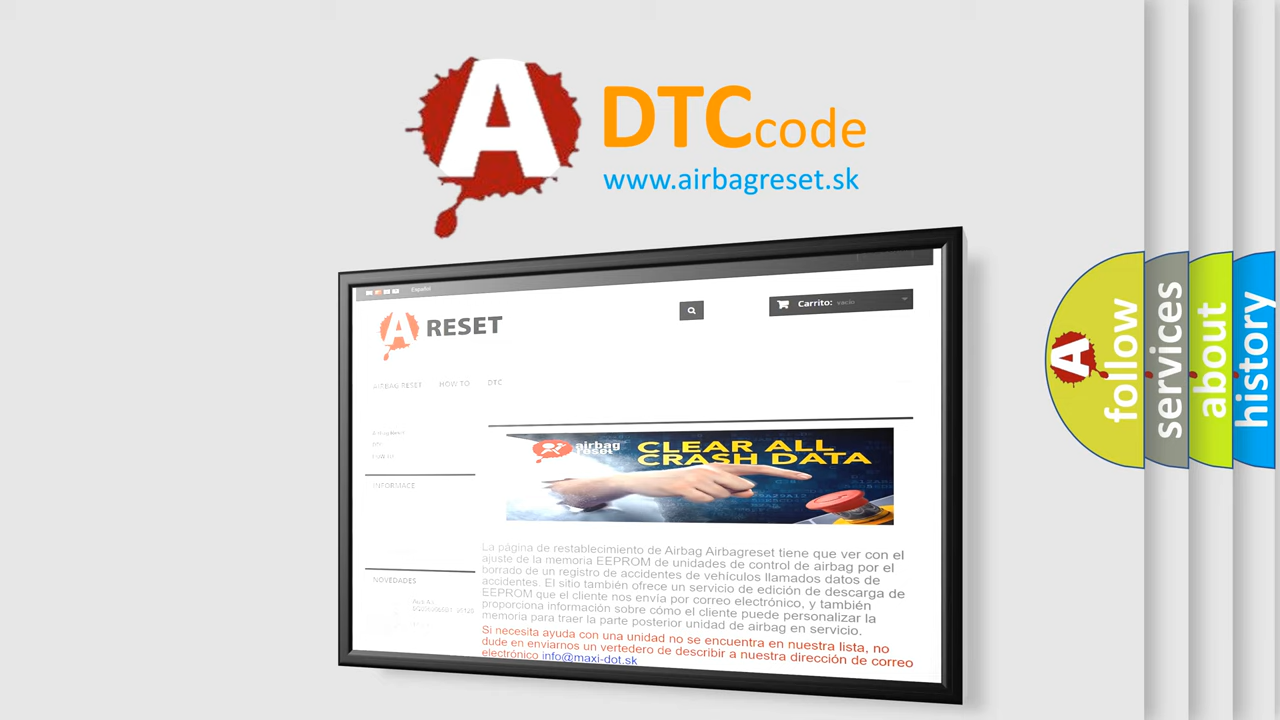 A DTCcode
www.airbagreset.sk
Español
A RESET
Carrito: vacío
AIRBAG RESET HOW TO DTC
INFORMACE
NOVEDADES
airbag
reset
CLEAR ALL
CRASH DATA
La página de restablecimiento de Airbag Airbagreset tiene que ver con el
ajuste de la memoria EEPROM de unidades de control de airbag por el
borrado de un registro de accidentes de vehículos llamados datos de
accidentes. El sitio también ofrece un servicio de edición de descarga de
EEPROM que el cliente nos envía por correo electrónico, y también
proporciona información sobre cómo el cliente puede personalizar la
memoria para traer la parte posterior unidad de airbag en servicio.
Si necesita ayuda con una unidad no se encuentra en nuestra lista, no
dude en enviarnos un vertedero de describir a nuestra dirección de correo
electrónico info@maxi-dot.sk
A
follow
services
about
history